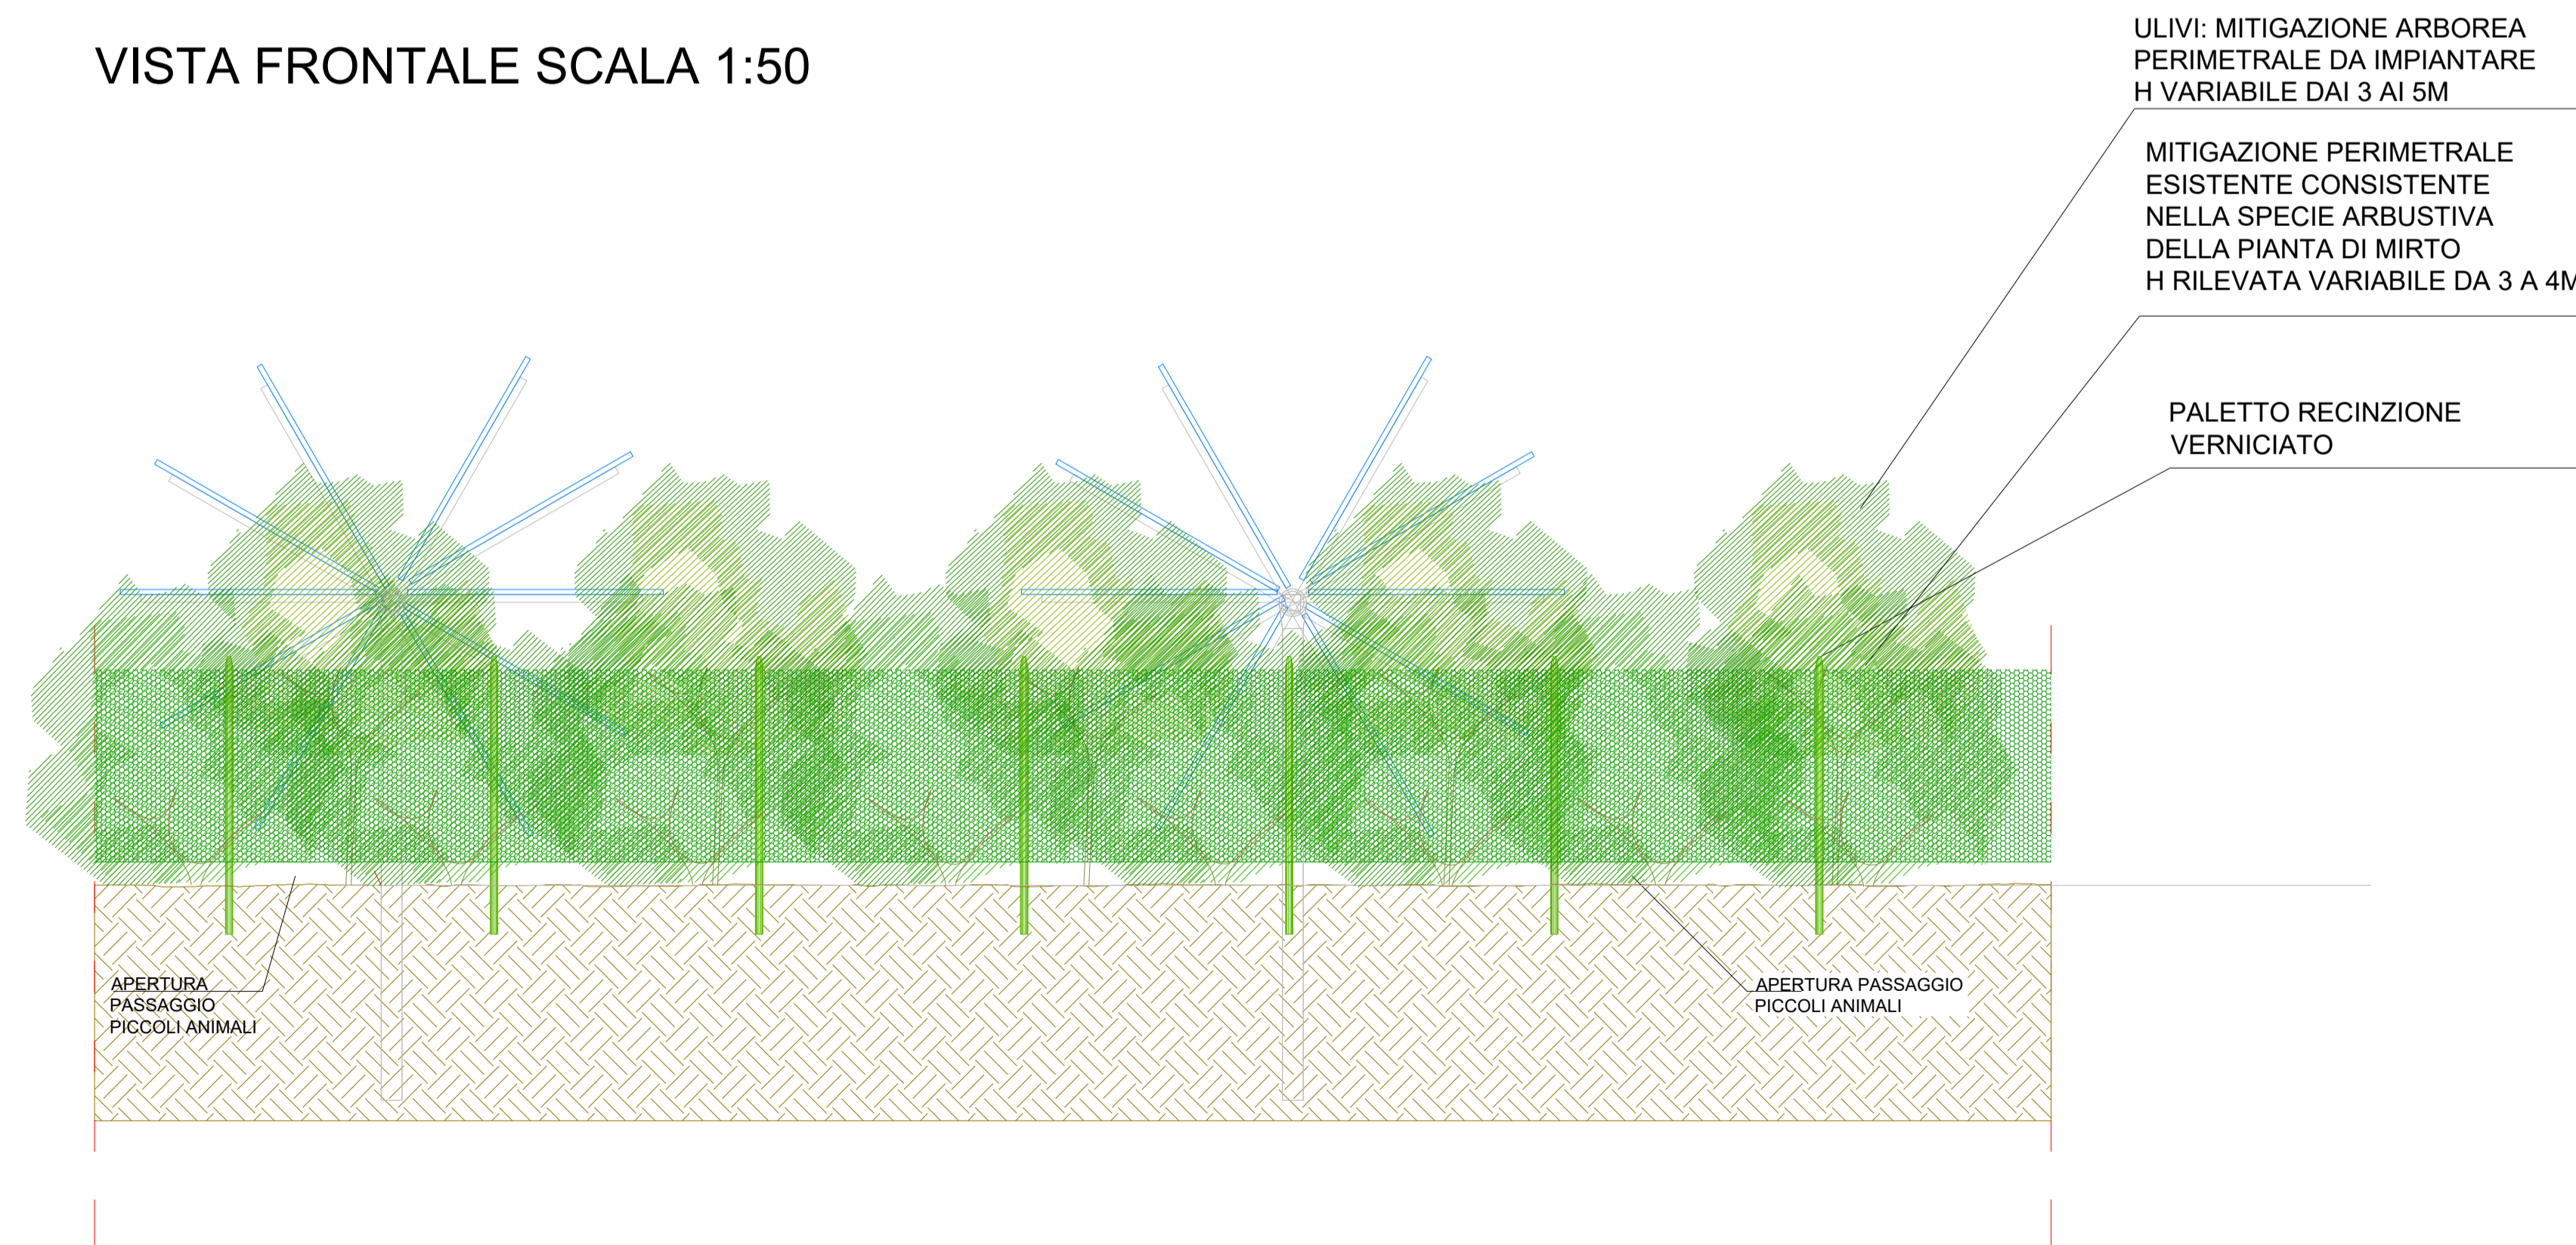 VISTA FRONTALE SCALA 1:50
ULIVI: MITIGAZIONE ARBOREA
PERIMETRALE DA IMPIANTARE
H VARIABILE DAI 3 AI 5M
MITIGAZIONE PERIMETRALE
ESISTENTE CONSISTENTE
NELLA SPECIE ARBUSTIVA
DELLA PIANTA DI MIRTO
H RILEVATA VARIABILE DA 3 A 4M
PALETTO RECINZIONE
VERNICIATO
APERTURA
PASSAGGIO
PICCOLI ANIMALI
APERTURA PASSAGGIO
PICCOLI ANIMALI